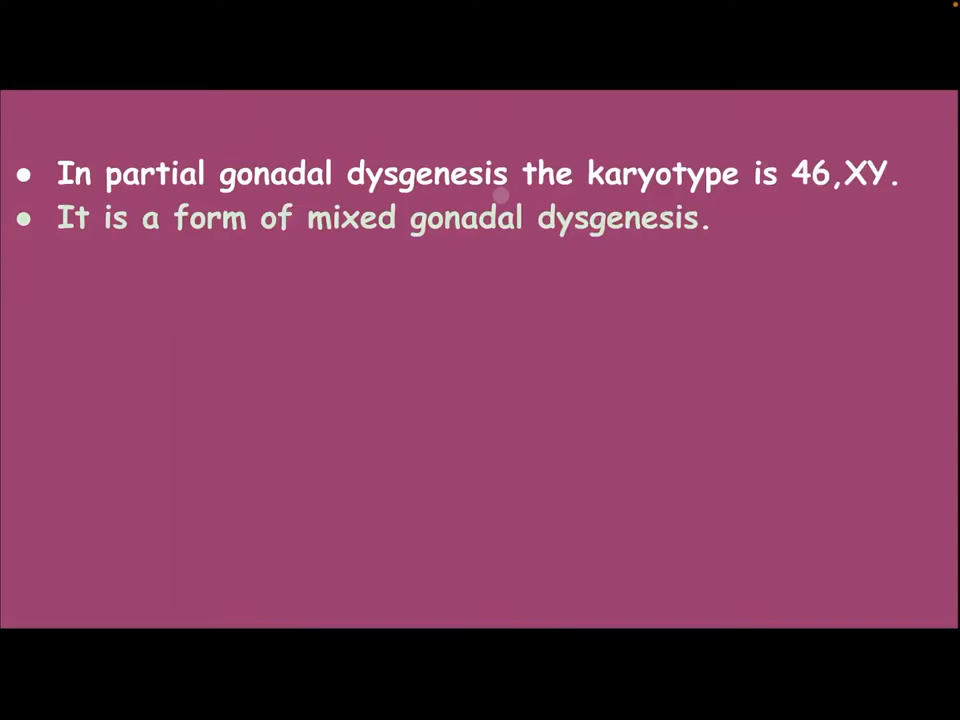 ● In partial gonadal dysgenesis the karyotype is 46,XY.
● It is a form of mixed gonadal dysgenesis.